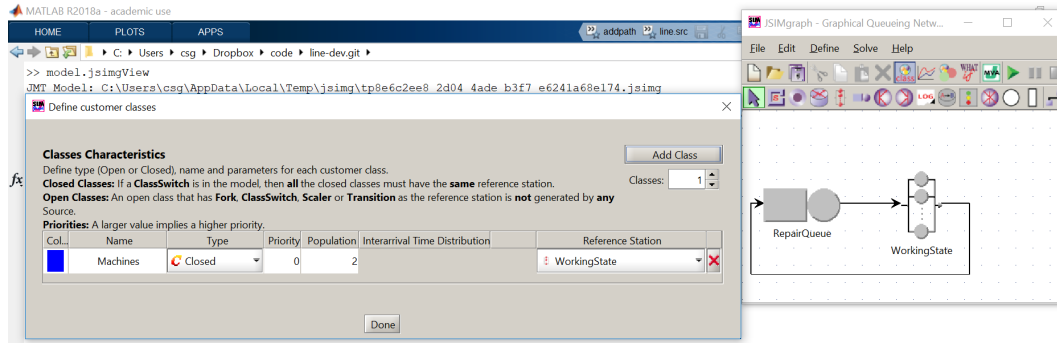 MATLAB R2018a - academic use
HOME PLOTS APPS addpath line.src
C: Users csg Dropbox code line-dev.git
>> model.jsimgView
JMT Model: C:\Users\csg\AppData\Local\Temp\jsimg\tp8e6c2ee8_2d04_4ade_b3f7_e6241a68e174.jsimg
fx
Define customer classes
Classes Characteristics
Define type (Open or Closed), name and parameters for each customer class.
Closed Classes: If a ClassSwitch is in the model, then all the closed classes must have the same reference station.
Open Classes: An open class that has Fork, ClassSwitch, Scaler or Transition as the reference station is not generated by any
Source.
Priorities: A larger value implies a higher priority.
Add Class
Classes: 1
Col... Name Type Priority Population Interarrival Time Distribution Reference Station
Machines Closed 0 2 WorkingState
Done
JSIMgraph - Graphical Queueing Netw...
File Edit Define Solve Help
CLASS WHAT IF MVA
LOG
RepairQueue
WorkingState